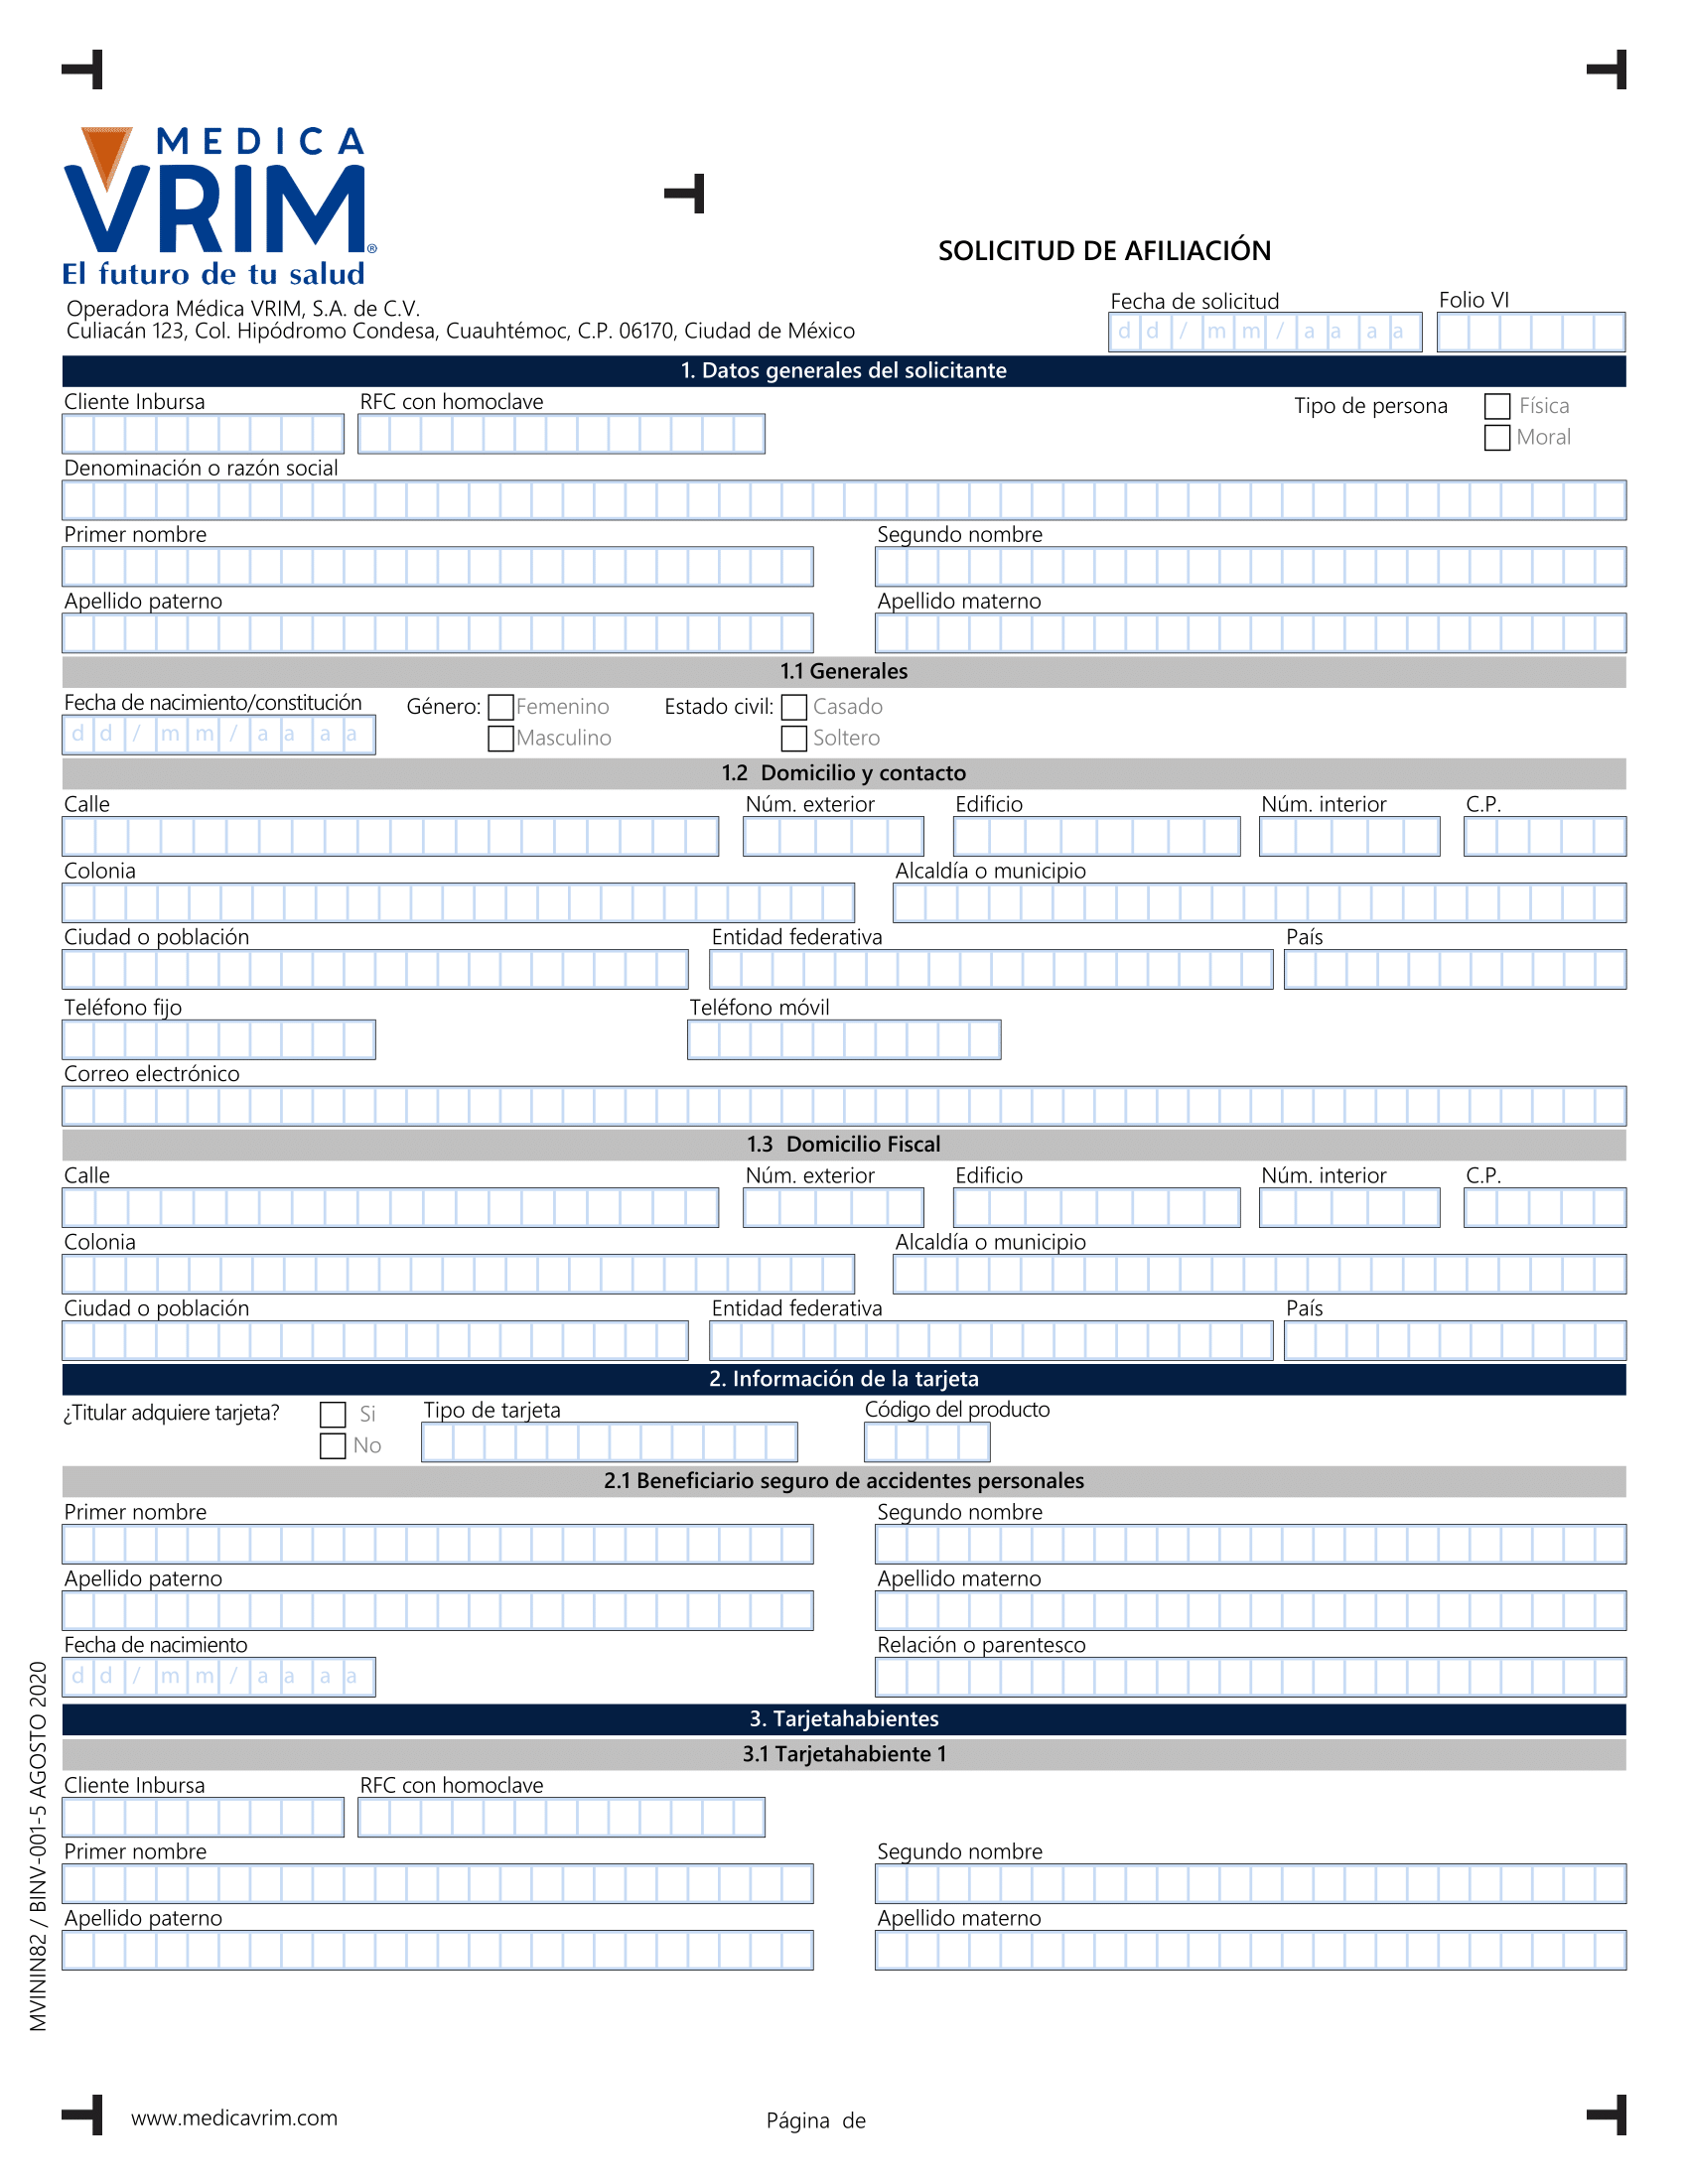 MEDICA
VRIM®
El futuro de tu salud
SOLICITUD DE AFILIACIÓN
Operadora Médica VRIM, S.A. de C.V.
Culiacán 123, Col. Hipódromo Condesa, Cuauhtémoc, C.P. 06170, Ciudad de México
Fecha de solicitud Folio VI
d d / m m / a a a a
1. Datos generales del solicitante
Cliente Inbursa RFC con homoclave Tipo de persona Física
Moral
Denominación o razón social
Primer nombre Segundo nombre
Apellido paterno Apellido materno
1.1 Generales
Fecha de nacimiento/constitución Género: Femenino Estado civil: Casado
d d / m m / a a a a Masculino Soltero
1.2 Domicilio y contacto
Calle Núm. exterior Edificio Núm. interior C.P.
Colonia Alcaldía o municipio
Ciudad o población Entidad federativa País
Teléfono fijo Teléfono móvil
Correo electrónico
1.3 Domicilio Fiscal
Calle Núm. exterior Edificio Núm. interior C.P.
Colonia Alcaldía o municipio
Ciudad o población Entidad federativa País
2. Información de la tarjeta
¿Titular adquiere tarjeta? Si Tipo de tarjeta Código del producto
No
2.1 Beneficiario seguro de accidentes personales
Primer nombre Segundo nombre
Apellido paterno Apellido materno
Fecha de nacimiento Relación o parentesco
d d / m m / a a a a
3. Tarjetahabientes
3.1 Tarjetahabiente 1
Cliente Inbursa RFC con homoclave
Primer nombre Segundo nombre
Apellido paterno Apellido materno
MVININ82 / BINV-001-5 AGOSTO 2020
www.medicavrim.com Página de